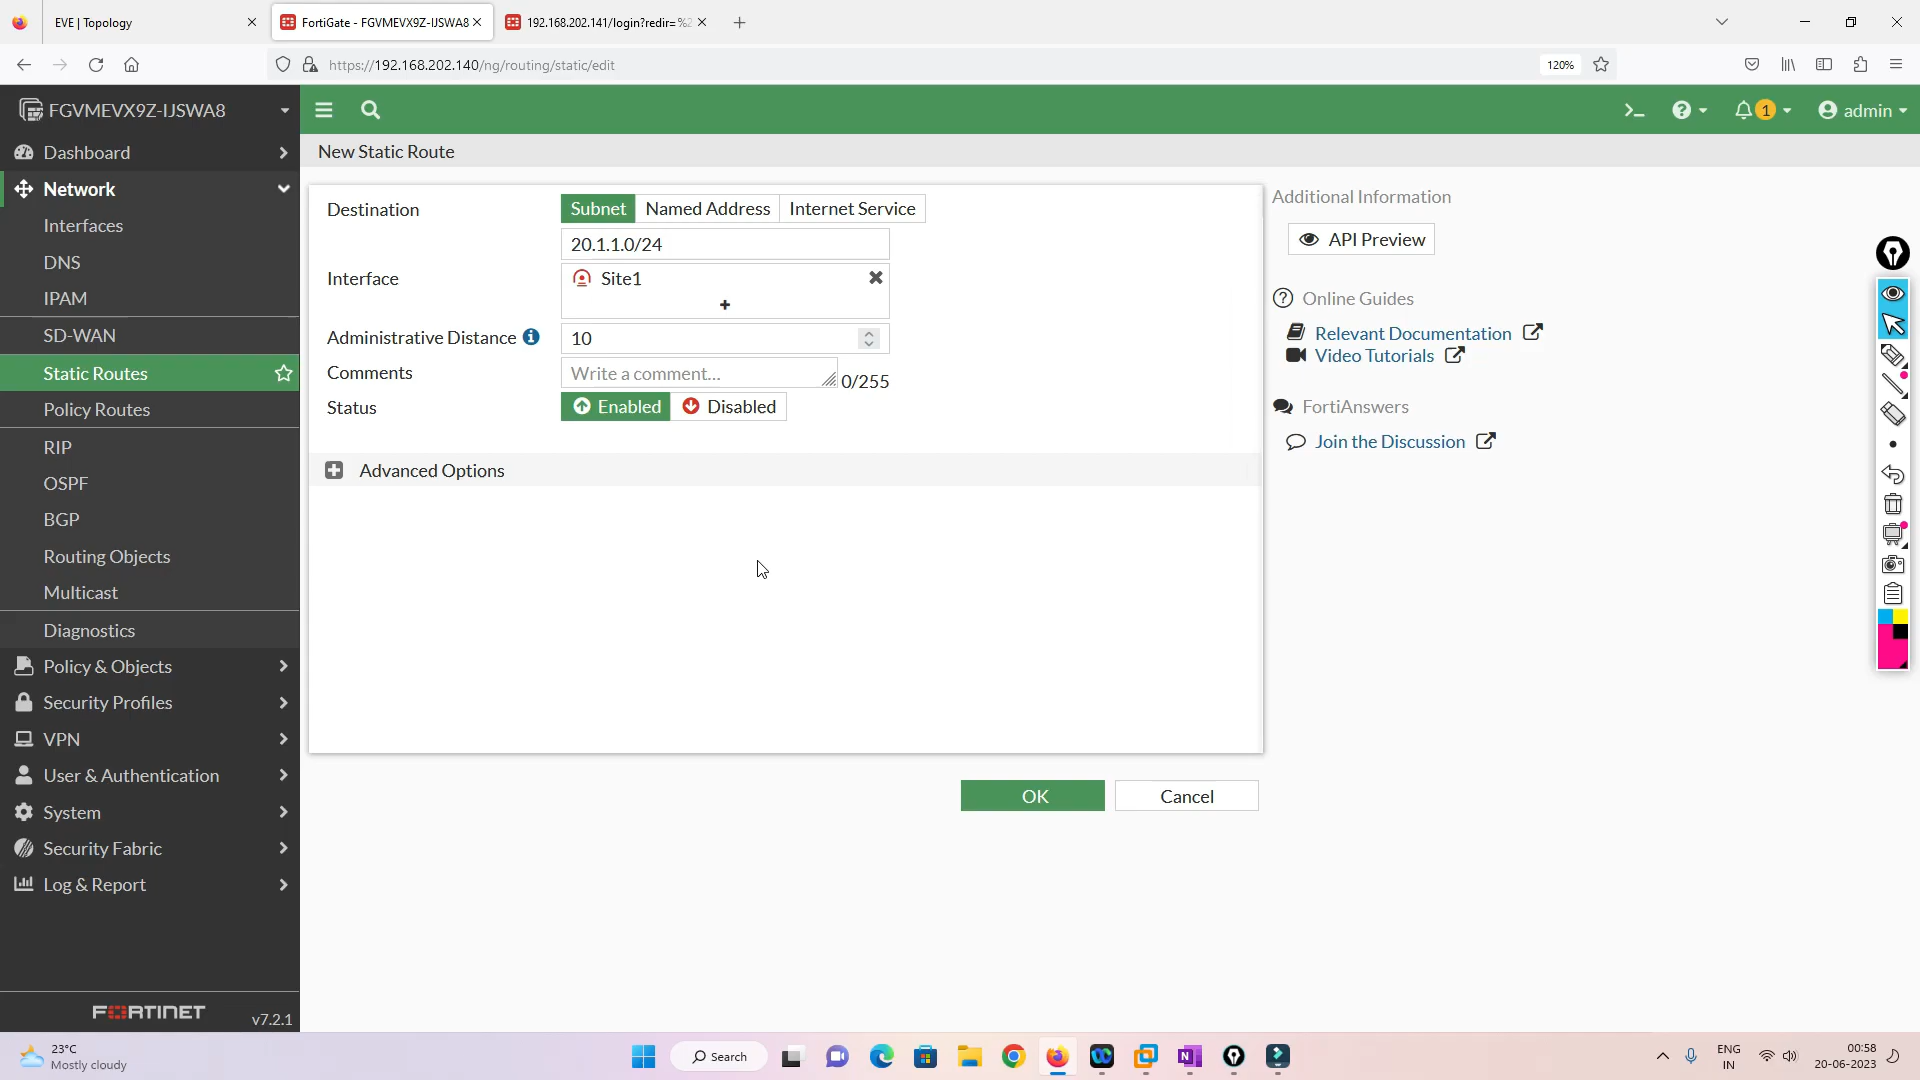 EVE | Topology
FortiGate - FGVMEVX9Z-IJSWA8
192.168.202.141/login?redir=%2
https://192.168.202.140/ng/routing/static/edit
120%
FGVMEVX9Z-IJSWA8
1
admin
Dashboard
Network
Interfaces
DNS
IPAM
SD-WAN
Static Routes
Policy Routes
RIP
OSPF
BGP
Routing Objects
Multicast
Diagnostics
Policy & Objects
Security Profiles
VPN
User & Authentication
System
Security Fabric
Log & Report
FORTINET
v7.2.1
New Static Route
Destination
Subnet
Named Address
Internet Service
20.1.1.0/24
Interface
Site1
Administrative Distance
10
Comments
Write a comment...
0/255
Status
Enabled
Disabled
Advanced Options
OK
Cancel
Additional Information
API Preview
Online Guides
Relevant Documentation
Video Tutorials
FortiAnswers
Join the Discussion
23°C
Mostly cloudy
Search
ENG
IN
00:58
20-06-2023